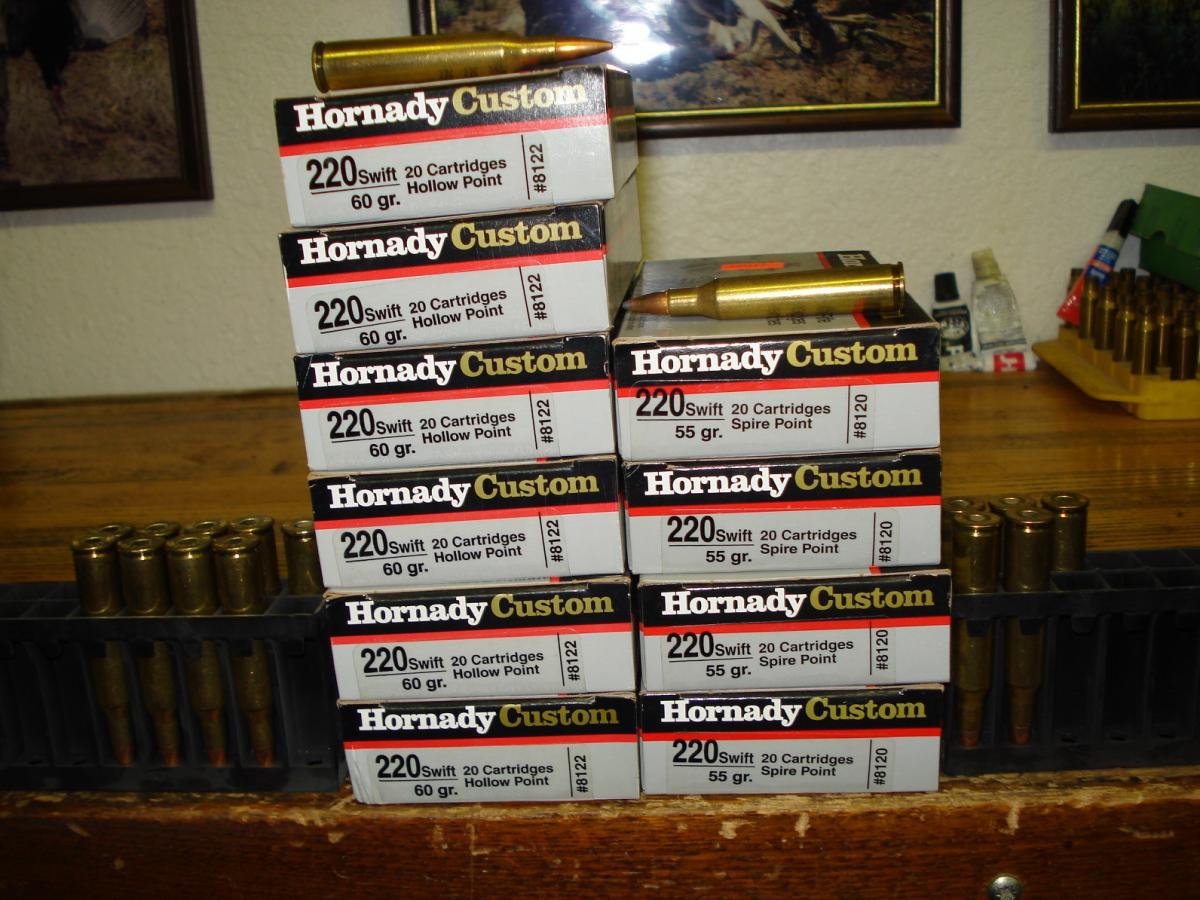 Hornady Custom
220 Swift 20 Cartridges
60 gr. Hollow Point
#8122
Hornady Custom
220 Swift 20 Cartridges
60 gr. Hollow Point
#8122
Hornady Custom
220 Swift 20 Cartridges
60 gr. Hollow Point
#8122
Hornady Custom
220 Swift 20 Cartridges
60 gr. Hollow Point
#8122
Hornady Custom
220 Swift 20 Cartridges
60 gr. Hollow Point
#8122
Hornady Custom
220 Swift 20 Cartridges
60 gr. Hollow Point
#8122
Hornady Custom
220 Swift 20 Cartridges
55 gr. Spire Point
#8120
Hornady Custom
220 Swift 20 Cartridges
55 gr. Spire Point
#8120
Hornady Custom
220 Swift 20 Cartridges
55 gr. Spire Point
#8120
Hornady Custom
220 Swift 20 Cartridges
55 gr. Spire Point
#8120